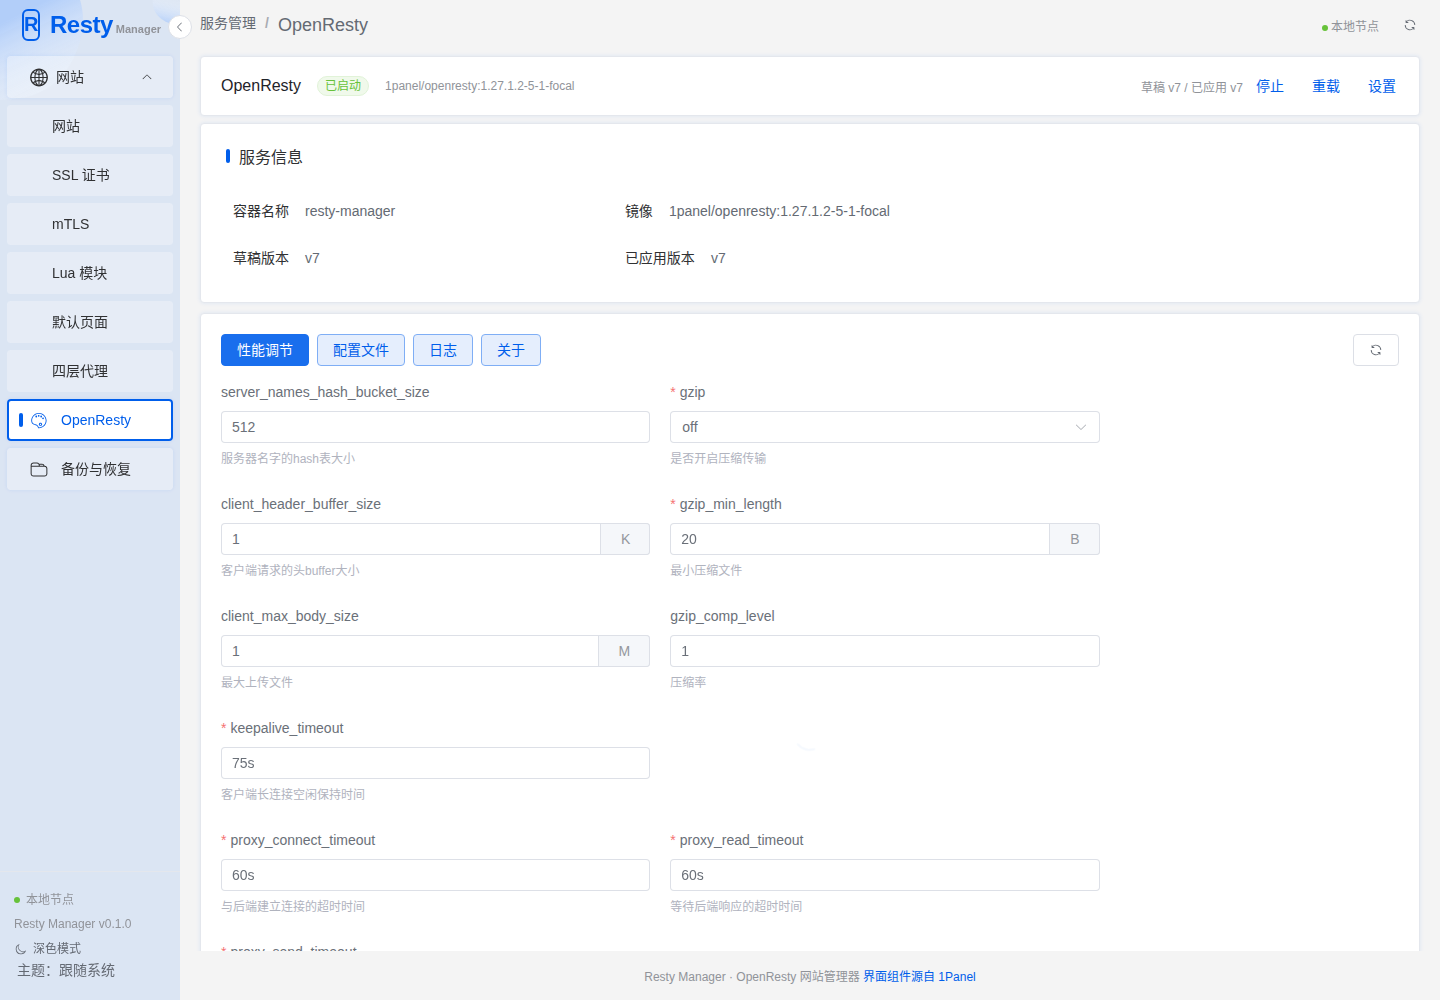 R Resty Manager
服务管理 / OpenResty
本地节点
网站
网站
SSL 证书
mTLS
Lua 模块
默认页面
四层代理
OpenResty
备份与恢复
本地节点
Resty Manager v0.1.0
深色模式
主题：跟随系统
OpenResty 已启动 1panel/openresty:1.27.1.2-5-1-focal 草稿 v7 / 已应用 v7 停止 重载 设置
服务信息
容器名称 resty-manager 镜像 1panel/openresty:1.27.1.2-5-1-focal
草稿版本 v7 已应用版本 v7
性能调节 配置文件 日志 关于
server_names_hash_bucket_size * gzip
512 off
服务器名字的hash表大小 是否开启压缩传输
client_header_buffer_size * gzip_min_length
1 K 20 B
客户端请求的头buffer大小 最小压缩文件
client_max_body_size gzip_comp_level
1 M 1
最大上传文件 压缩率
* keepalive_timeout
75s
客户端长连接空闲保持时间
* proxy_connect_timeout * proxy_read_timeout
60s 60s
与后端建立连接的超时时间 等待后端响应的超时时间
* proxy_send_timeout
Resty Manager · OpenResty 网站管理器 界面组件源自 1Panel